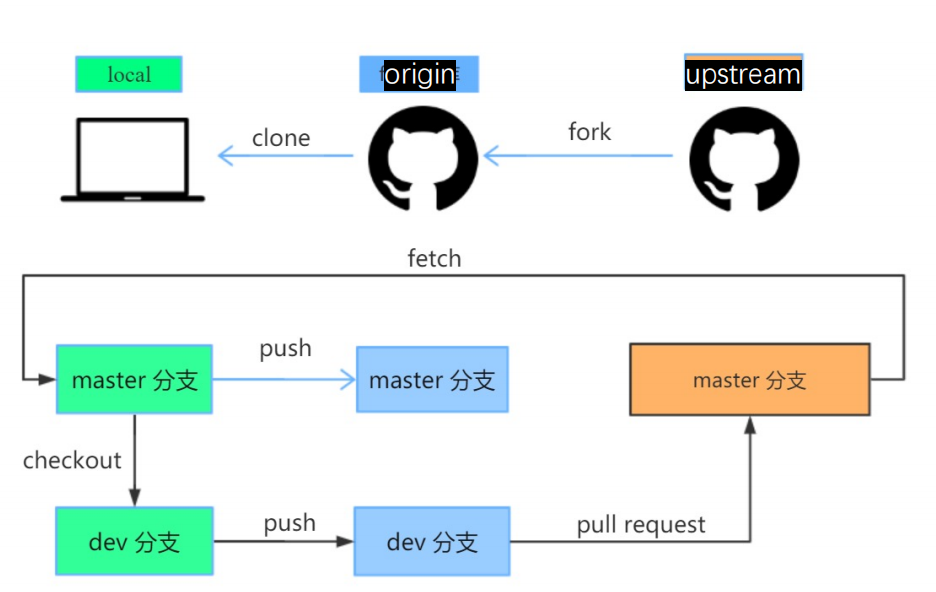 local
origin
upstream
clone
fork
fetch
master 分支
push
master 分支
master 分支
checkout
dev 分支
push
dev 分支
pull request